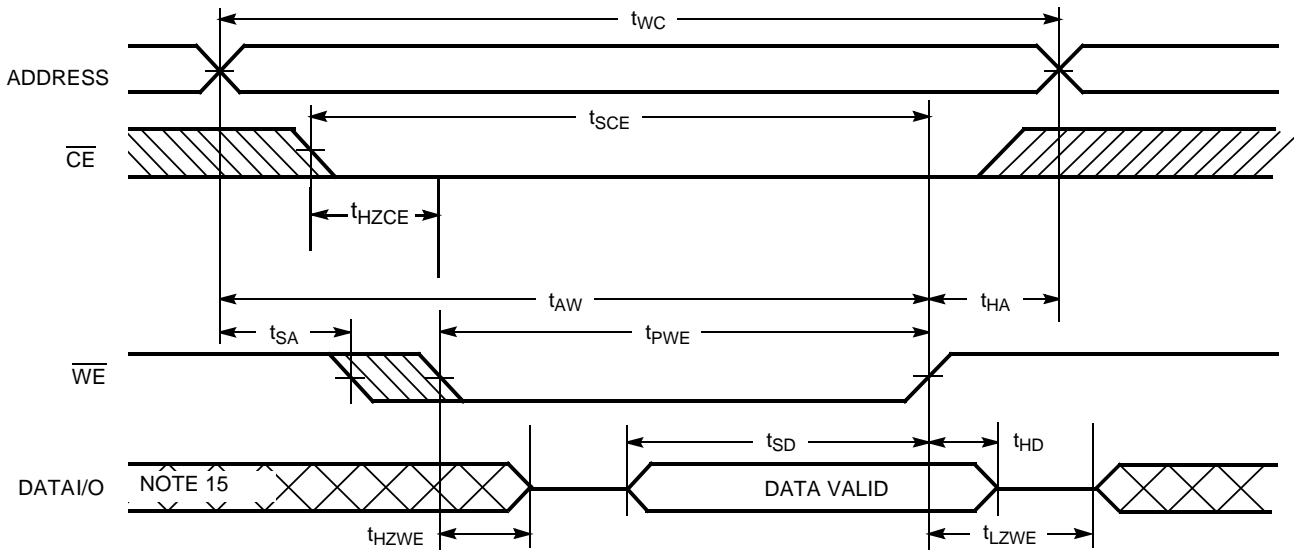 tWC
ADDRESS
tSCE
CE
tHZCE
tAW
tHA
tSA
tPWE
WE
tSD
tHD
DATAI/O
NOTE 15
DATA VALID
tHZWE
tLZWE